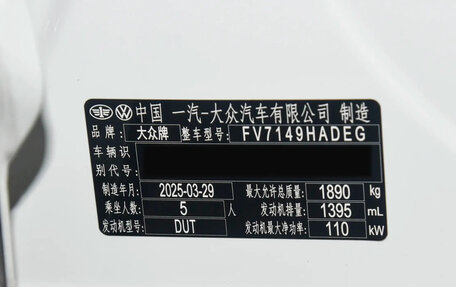 中国 一汽-大众汽车有限公司 制造
品牌: 大众牌 整车型号: FV7149HADEG
车辆识
别代号:
制造年月: 2025-03-29 最大允许总质量: 1890 kg
乘坐人数: 5 人 发动机排量: 1395 mL
发动机型号: DUT 发动机最大净功率: 110 kW